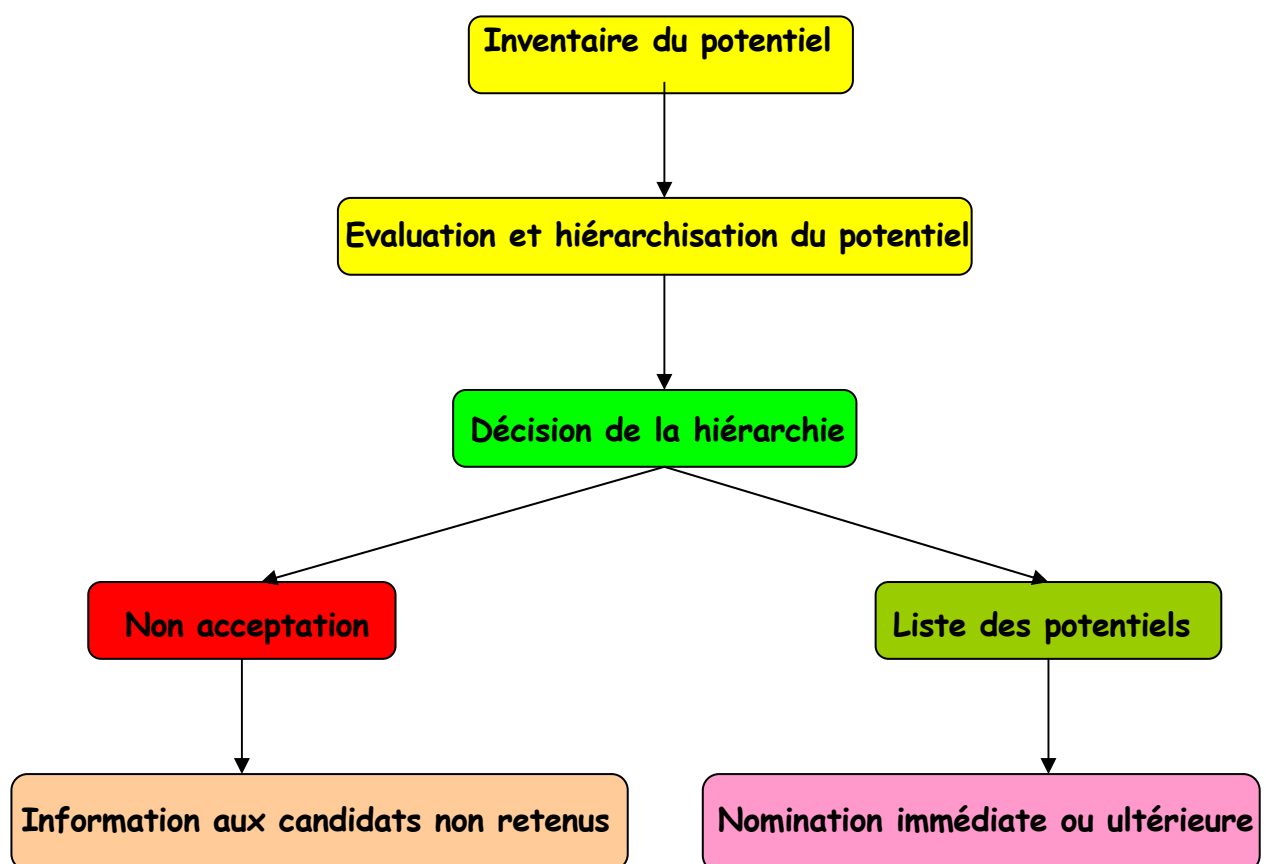 Inventaire du potentiel
Evaluation et hiérarchisation du potentiel
Décision de la hiérarchie
Non acceptation
Liste des potentiels
Information aux candidats non retenus
Nomination immédiate ou ultérieure